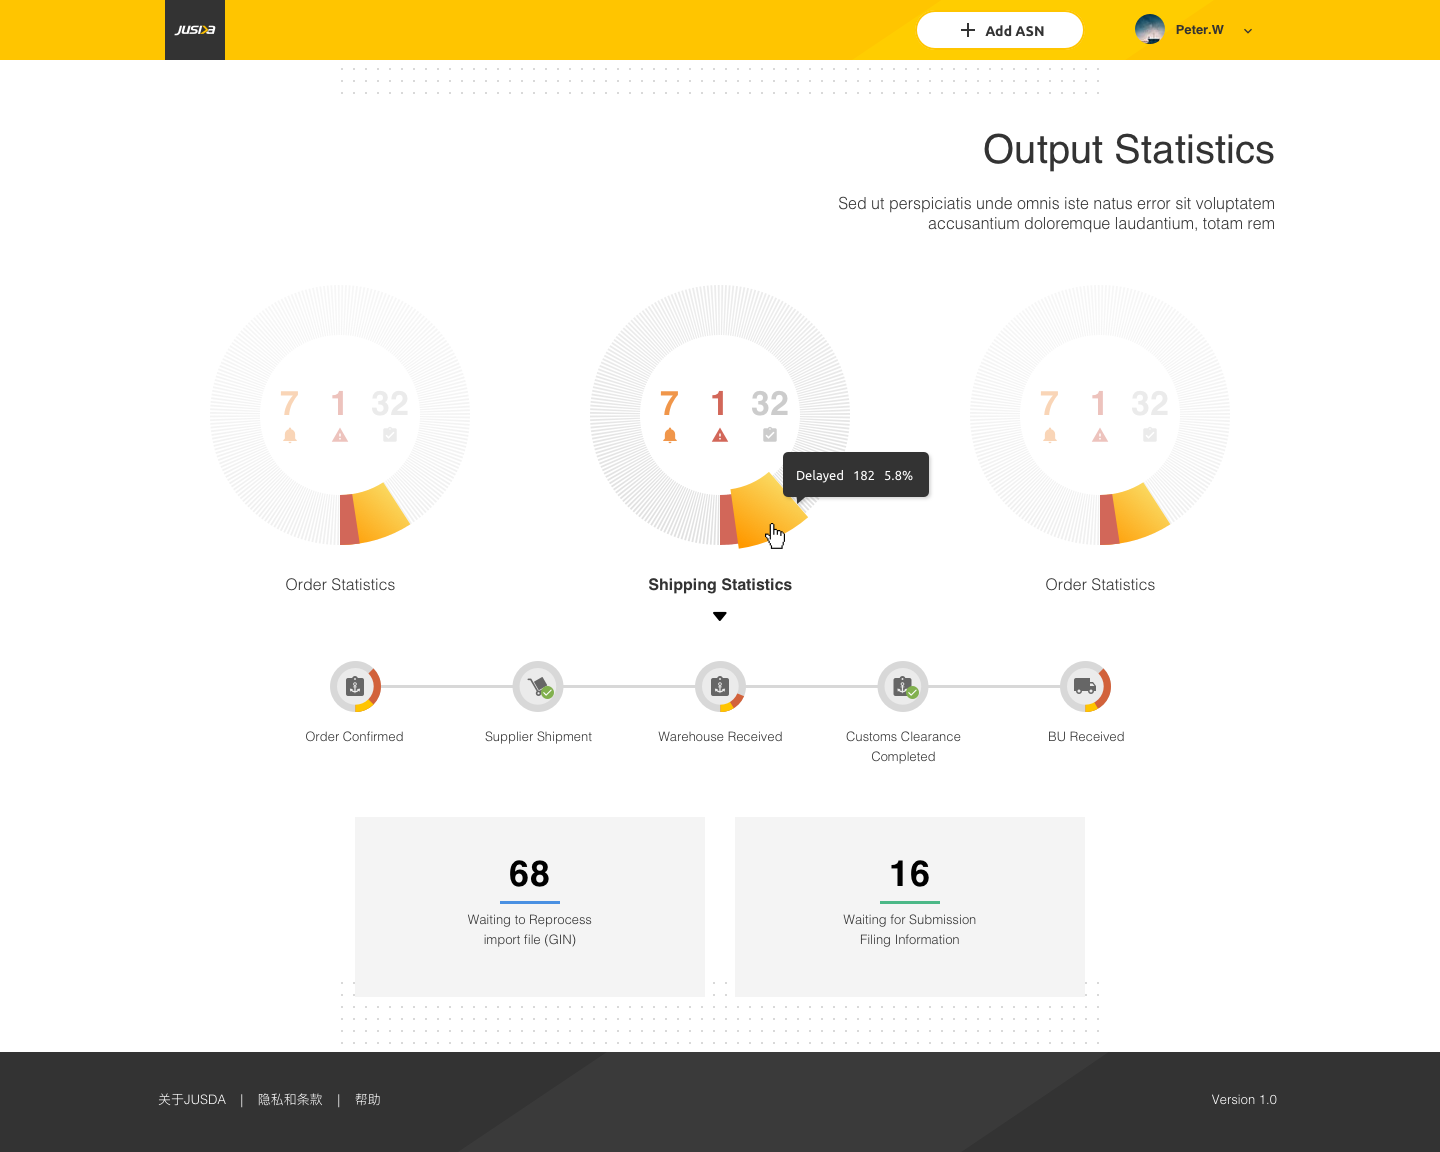 JUSDA
Add ASN
Peter.W
Output Statistics
Sed ut perspiciatis unde omnis iste natus error sit voluptatem
accusantium doloremque laudantium, totam rem
7 1 32
7 1 32
7 1 32
Delayed 182 5.8%
Order Statistics
Shipping Statistics
Order Statistics
Order Confirmed
Supplier Shipment
Warehouse Received
Customs Clearance
Completed
BU Received
68
Waiting to Reprocess
import file (GIN)
16
Waiting for Submission
Filing Information
关于JUSDA | 隐私和条款 | 帮助
Version 1.0